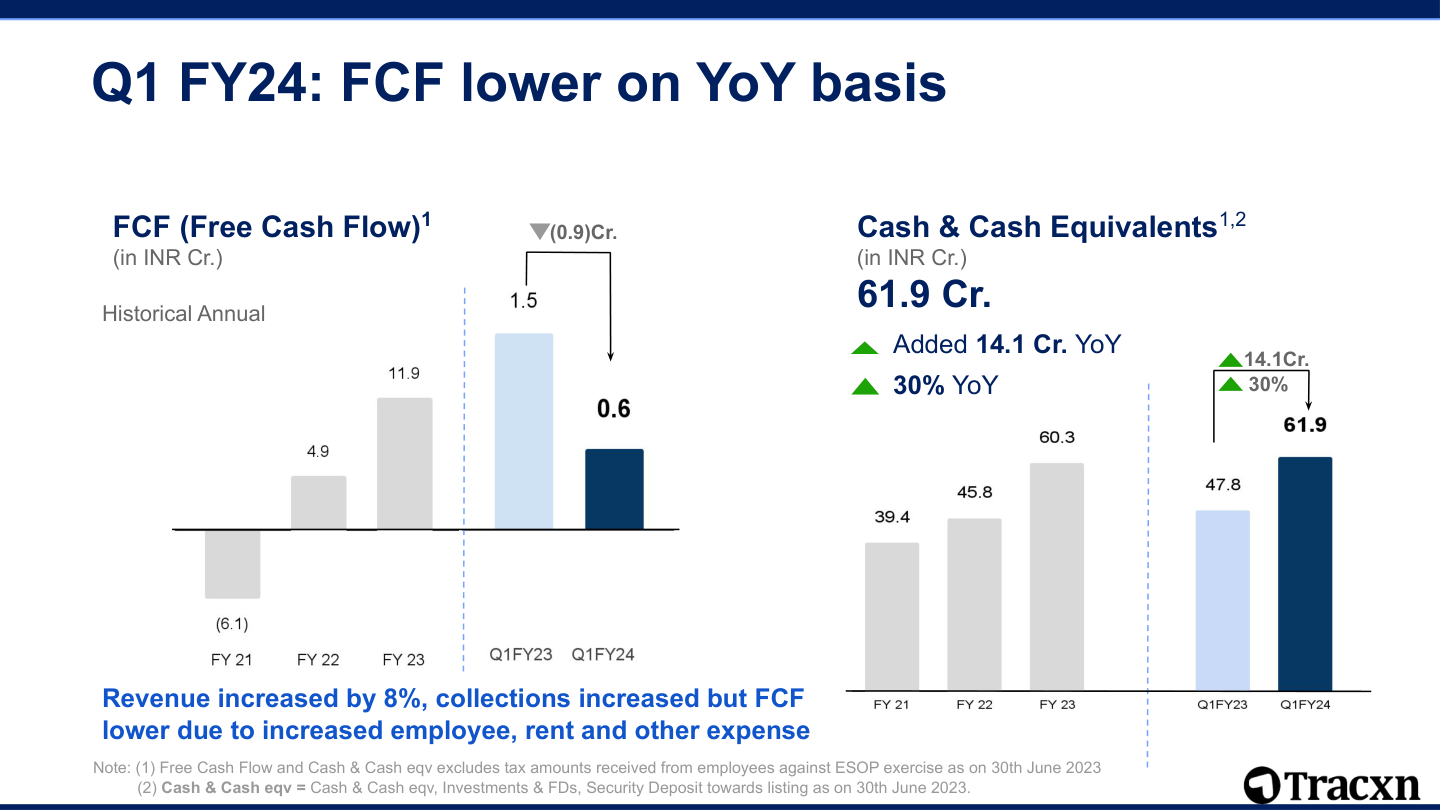 Q1 FY24: FCF lower on YoY basis
FCF (Free Cash Flow)1
(in INR Cr.)
Historical Annual
▼(0.9)Cr.
1.5
0.6
11.9
4.9
(6.1)
FY 21 FY 22 FY 23 Q1FY23 Q1FY24
Revenue increased by 8%, collections increased but FCF
lower due to increased employee, rent and other expense
Cash & Cash Equivalents1,2
(in INR Cr.)
61.9 Cr.
▲ Added 14.1 Cr. YoY
▲ 30% YoY
▲14.1Cr.
▲ 30%
61.9
60.3
47.8
45.8
39.4
FY 21 FY 22 FY 23 Q1FY23 Q1FY24
Note: (1) Free Cash Flow and Cash & Cash eqv excludes tax amounts received from employees against ESOP exercise as on 30th June 2023
(2) Cash & Cash eqv = Cash & Cash eqv, Investments & FDs, Security Deposit towards listing as on 30th June 2023.
Tracxn